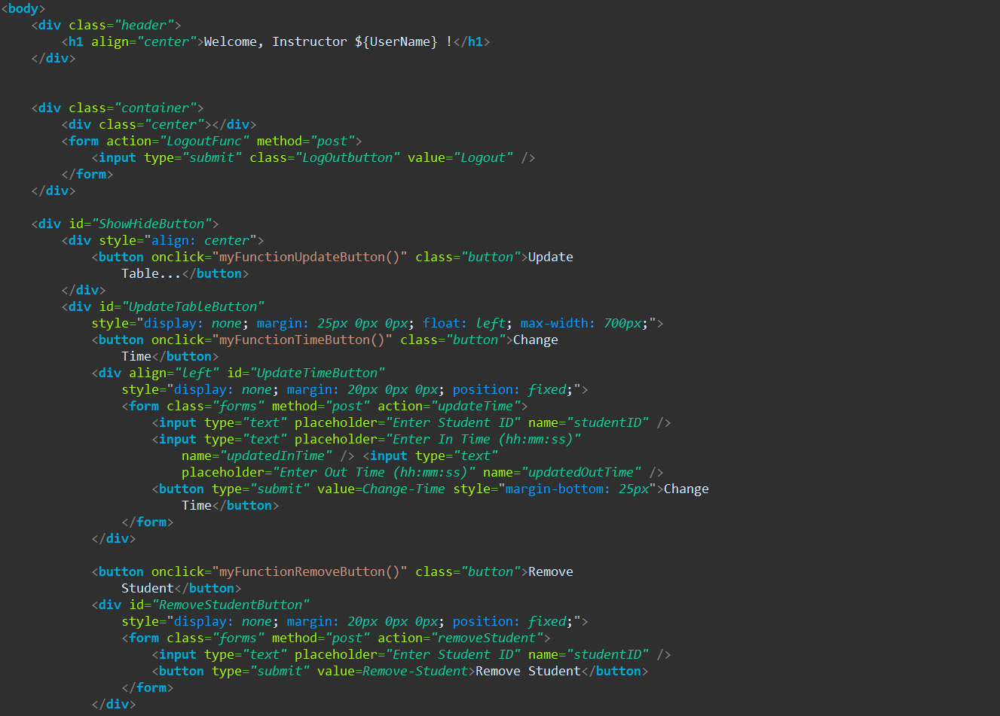 <body>
    <div class="header">
        <h1 align="center">Welcome, Instructor ${UserName} !</h1>
    </div>
    <div class="container">
        <div class="center"></div>
        <form action="LogoutFunc" method="post">
            <input type="submit" class="LogOutbutton" value="Logout" />
        </form>
    </div>
    <div id="ShowHideButton">
        <div style="align: center">
            <button onclick="myFunctionUpdateButton()" class="button">Update
                Table...</button>
        </div>
        <div id="UpdateTableButton"
            style="display: none; margin: 25px 0px 0px; float: left; max-width: 700px;">
            <button onclick="myFunctionTimeButton()" class="button">Change
                Time</button>
            <div align="left" id="UpdateTimeButton"
                style="display: none; margin: 20px 0px 0px; position: fixed;">
                <form class="forms" method="post" action="updateTime">
                    <input type="text" placeholder="Enter Student ID" name="studentID" />
                    <input type="text" placeholder="Enter In Time (hh:mm:ss)"
                        name="updatedInTime" /> <input type="text"
                        placeholder="Enter Out Time (hh:mm:ss)" name="updatedOutTime" />
                    <button type="submit" value=Change-Time style="margin-bottom: 25px">Change
                        Time</button>
                </form>
            </div>
            <button onclick="myFunctionRemoveButton()" class="button">Remove
                Student</button>
            <div id="RemoveStudentButton"
                style="display: none; margin: 20px 0px 0px; position: fixed;">
                <form class="forms" method="post" action="removeStudent">
                    <input type="text" placeholder="Enter Student ID" name="studentID" />
                    <button type="submit" value=Remove-Student>Remove Student</button>
                </form>
            </div>